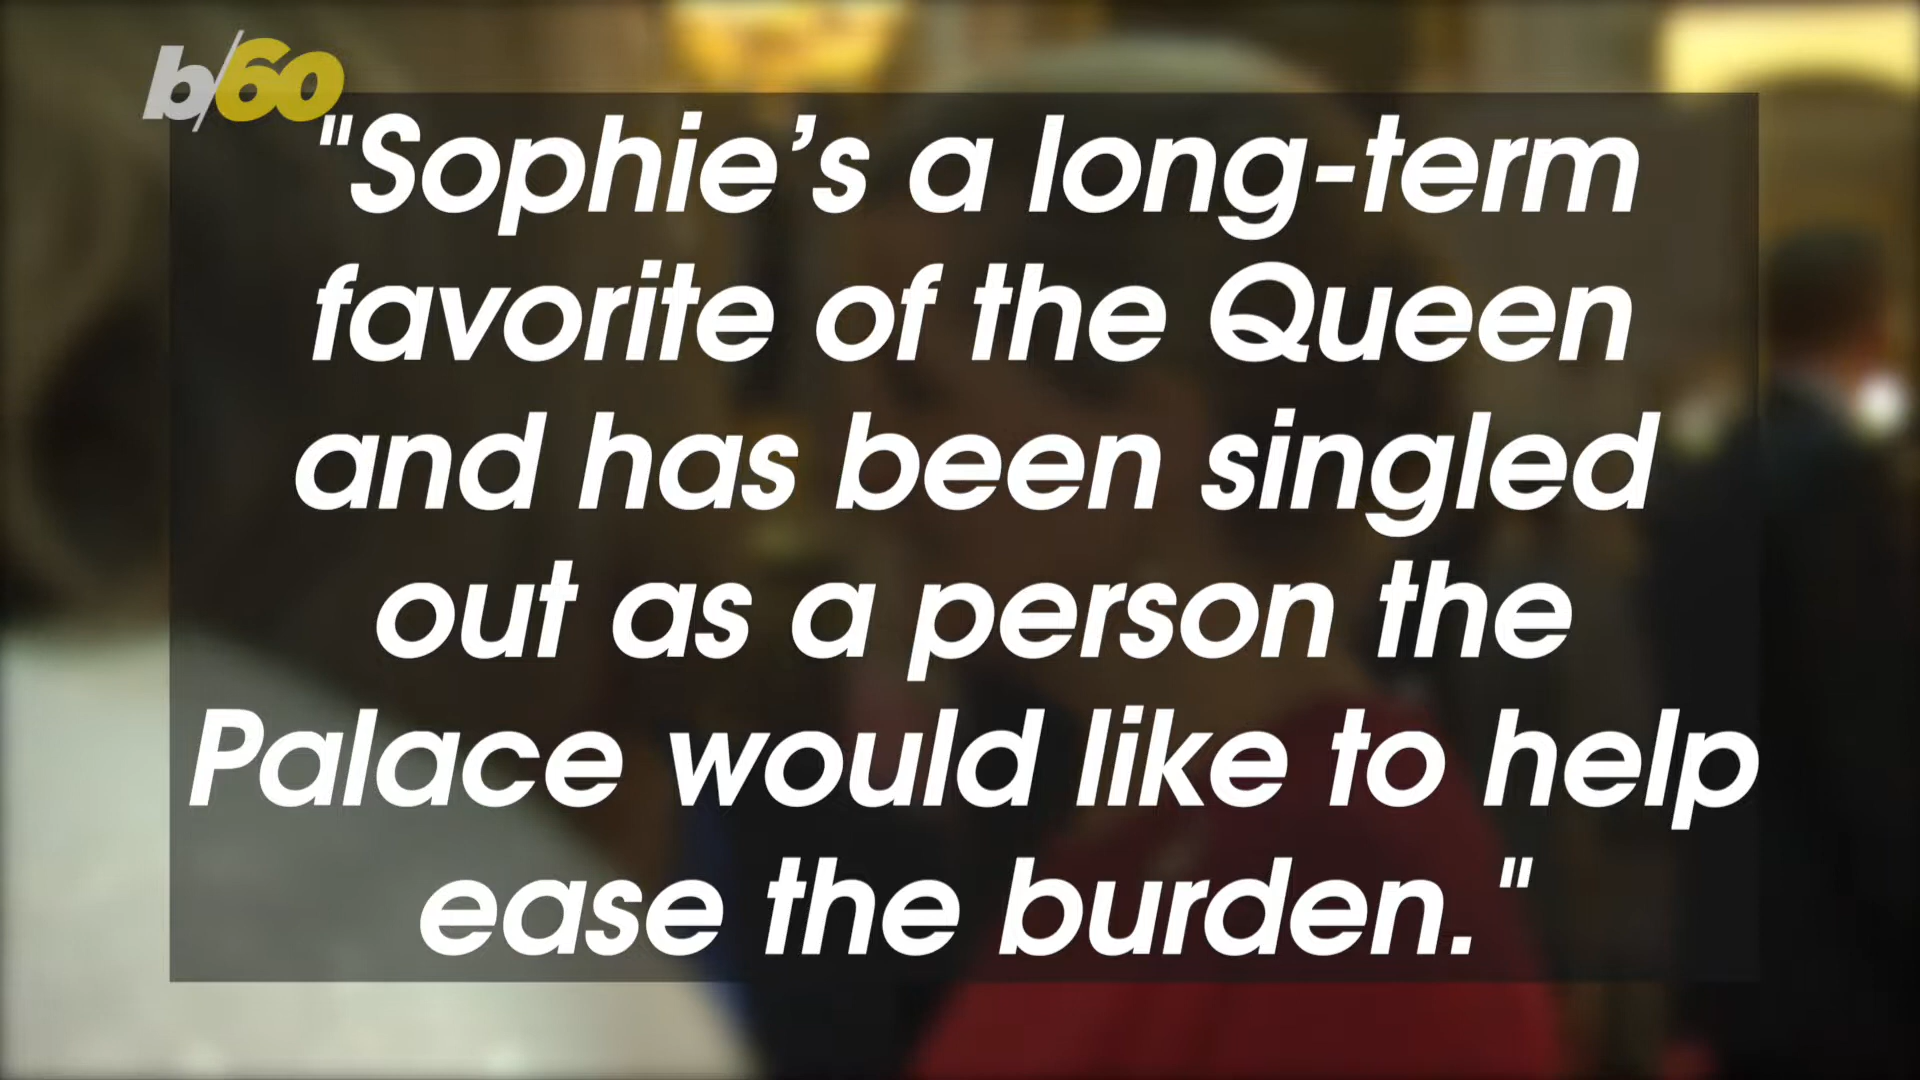 b/60
"Sophie’s a long-term
favorite of the Queen
and has been singled
out as a person the
Palace would like to help
ease the burden."